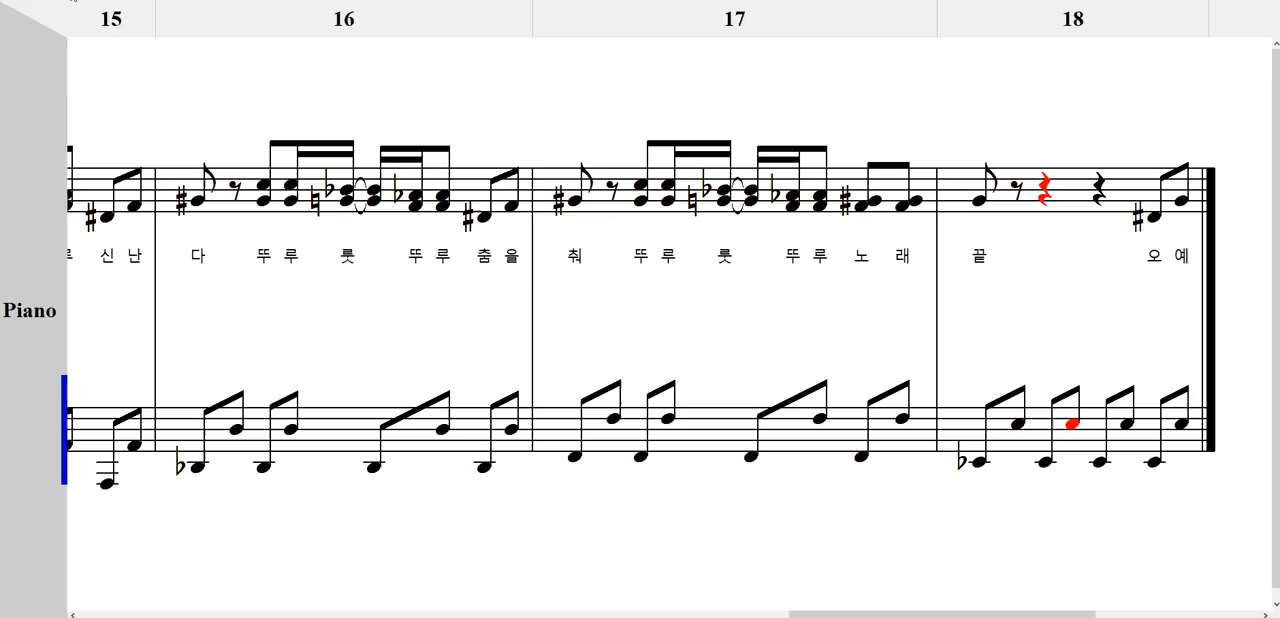 15 16 17 18
신 난 다 뚜 루 룻 뚜 루 춤 을 춰 뚜 루 룻 뚜 루 노 래 끝 오 예
Piano